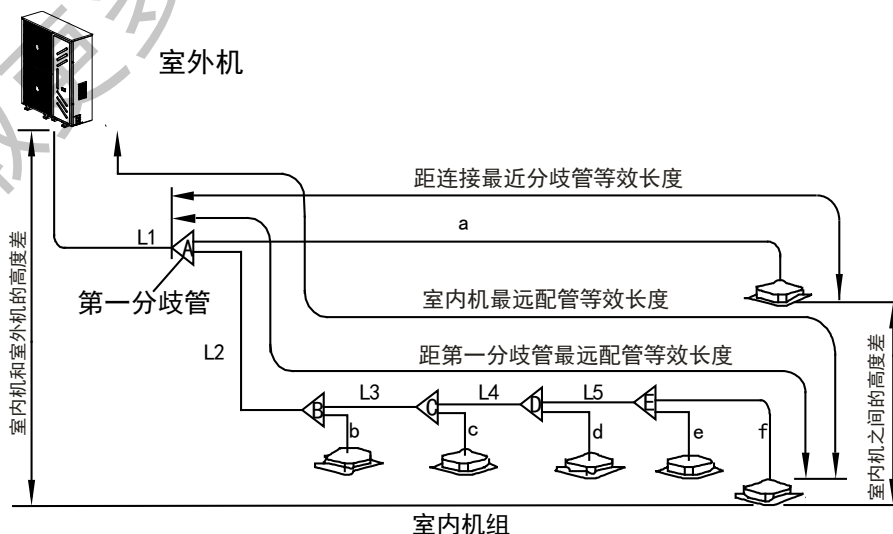 室外机
距连接最近分歧管等效长度
a
L1
A
第一分歧管
室内机最远配管等效长度
L2
距第一分歧管最远配管等效长度
L3
L4
L5
B
C
D
E
b
c
d
e
f
室内机和室外机的高度差
室内机之间的高度差
室内机组